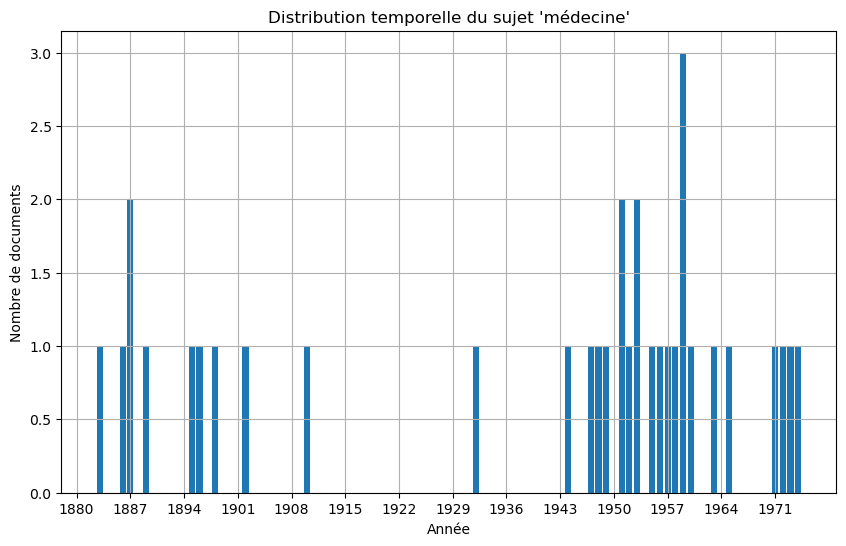 Distribution temporelle du sujet 'médecine'
3.0
2.5
2.0
1.5
1.0
0.5
0.0
Nombre de documents
1880 1887 1894 1901 1908 1915 1922 1929 1936 1943 1950 1957 1964 1971
Année